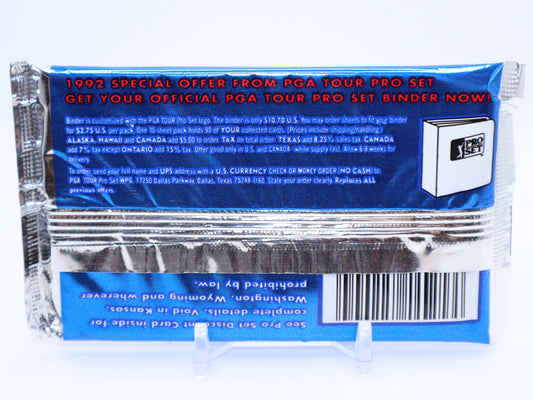 1992 SPECIAL OFFER FROM PGA TOUR PRO SET
GET YOUR OFFICIAL PGA TOUR PRO SET BINDER NOW!
Binder is customized with the PGA TOUR Pro Set logo. The binder is only $10.70 U.S. You may order sheets to fit your binder
for $2.75 U.S. per pack. One 10 sheet pack holds 90 of YOUR collected cards. (Prices include shipping/handling.)
ALASKA, HAWAII and CANADA add $5.00 to order. TAX on total order: TEXAS add 8.25% sales tax. CANADA
add 7% tax except ONTARIO add 15% tax. Offer good only in U.S. and CANADA while supply last. Allow 6-8 weeks for
delivery.
To order, send your full name and UPS address with a U.S. CURRENCY CHECK OR MONEY ORDER (NO CASH) to:
PGA TOUR Pro Set WPG, 17250 Dallas Parkway, Dallas, Texas 75248-1160. State your order clearly. Replaces ALL
previous offers.
PRO
SET
See Pro Set Discount Card inside for
complete details. Void in Kansas,
Washington, Wyoming and wherever
prohibited by law.